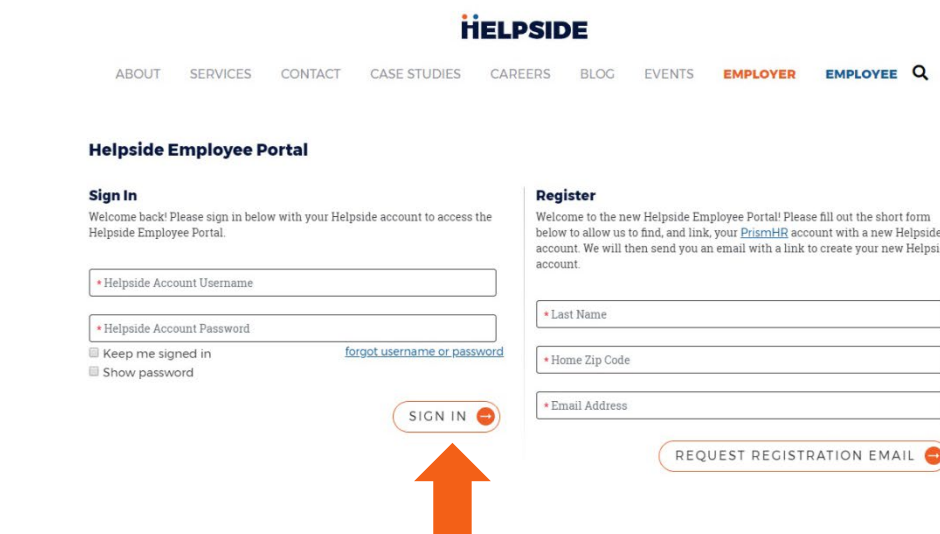 HELPSIDE
ABOUT SERVICES CONTACT CASE STUDIES CAREERS BLOG EVENTS EMPLOYER EMPLOYEE
Helpside Employee Portal
Sign In
Welcome back! Please sign in below with your Helpside account to access the
Helpside Employee Portal.
* Helpside Account Username
* Helpside Account Password
Keep me signed in forgot username or password
Show password
SIGN IN
Register
Welcome to the new Helpside Employee Portal! Please fill out the short form
below to allow us to find, and link, your PrismHR account with a new Helpside
account. We will then send you an email with a link to create your new Helpsi
account.
* Last Name
* Home Zip Code
* Email Address
REQUEST REGISTRATION EMAIL